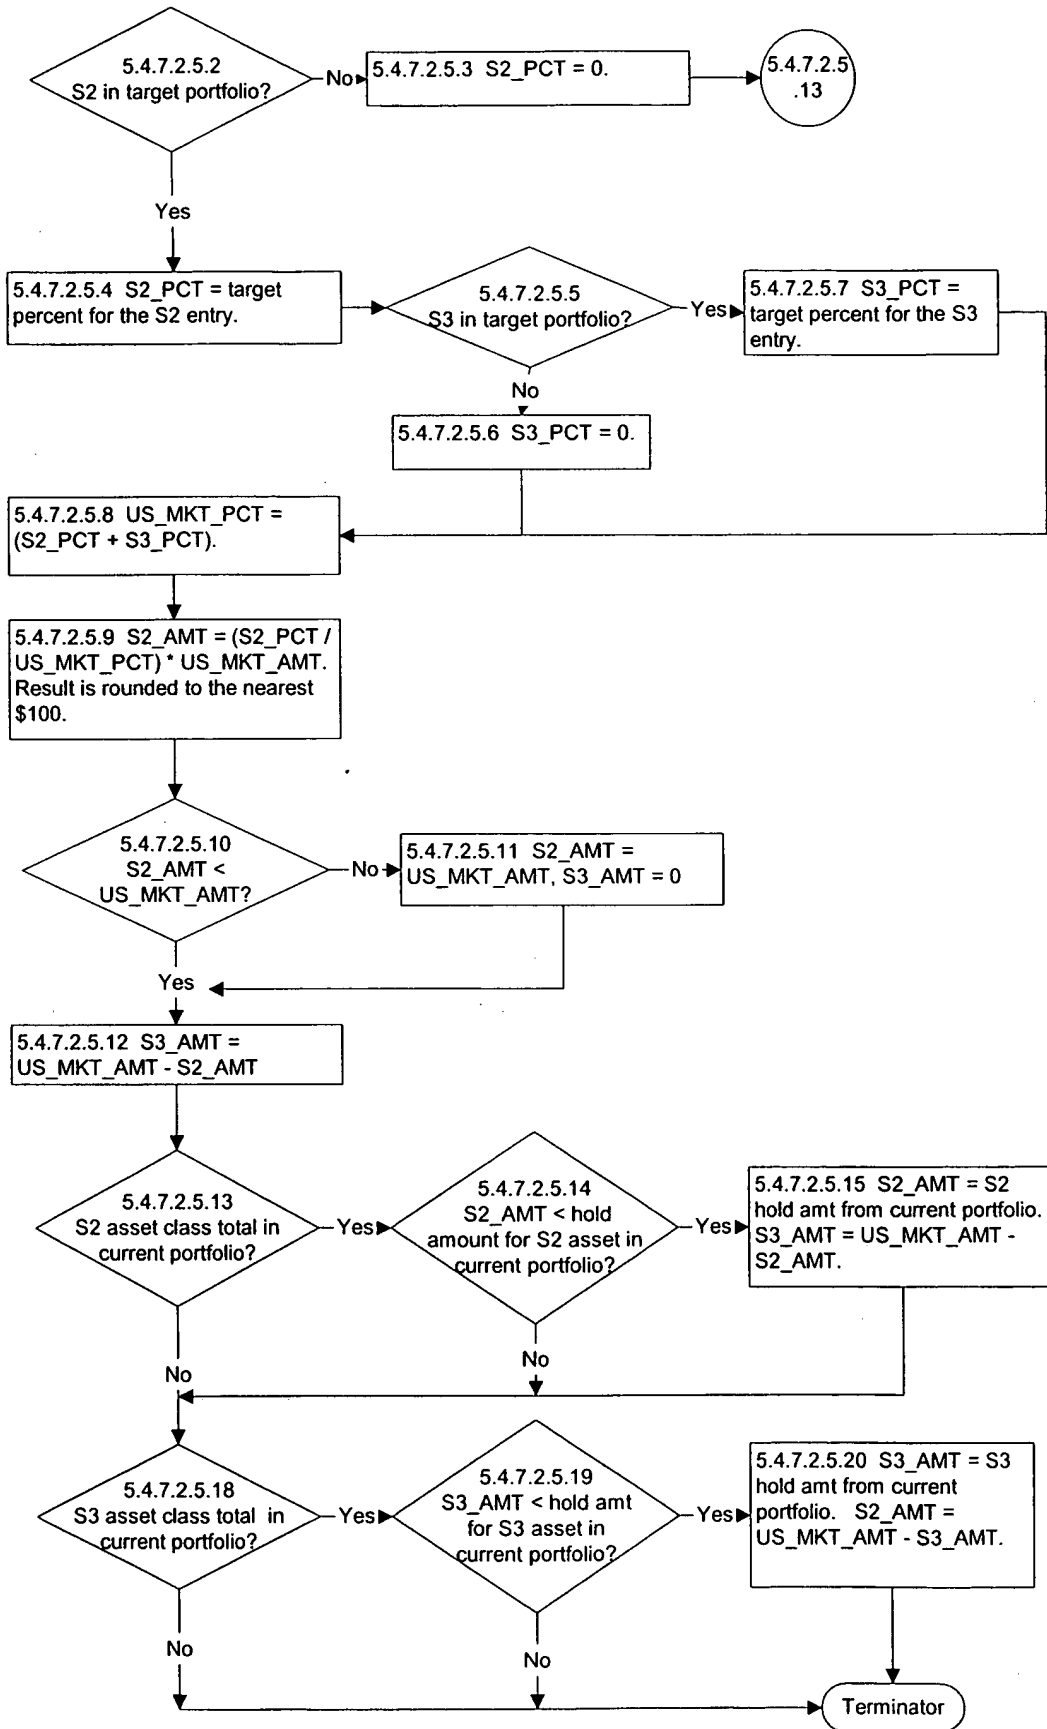 5.4.7.2.5.2
S2 in target portfolio?
No
5.4.7.2.5.3 S2_PCT = 0.
5.4.7.2.5
.13
Yes
5.4.7.2.5.4 S2_PCT = target
percent for the S2 entry.
5.4.7.2.5.5
S3 in target portfolio?
Yes
5.4.7.2.5.7 S3_PCT =
target percent for the S3
entry.
No
5.4.7.2.5.6 S3_PCT = 0.
5.4.7.2.5.8 US_MKT_PCT =
(S2_PCT + S3_PCT).
5.4.7.2.5.9 S2_AMT = (S2_PCT /
US_MKT_PCT) * US_MKT_AMT.
Result is rounded to the nearest
$100.
5.4.7.2.5.10
S2_AMT <
US_MKT_AMT?
No
5.4.7.2.5.11 S2_AMT =
US_MKT_AMT, S3_AMT = 0
Yes
5.4.7.2.5.12 S3_AMT =
US_MKT_AMT - S2_AMT
5.4.7.2.5.13
S2 asset class total in
current portfolio?
Yes
5.4.7.2.5.14
S2_AMT < hold
amount for S2 asset in
current portfolio?
Yes
5.4.7.2.5.15 S2_AMT = S2
hold amt from current portfolio.
S3_AMT = US_MKT_AMT -
S2_AMT.
No
No
5.4.7.2.5.18
S3 asset class total in
current portfolio?
Yes
5.4.7.2.5.19
S3_AMT < hold amt
for S3 asset in
current portfolio?
Yes
5.4.7.2.5.20 S3_AMT = S3
hold amt from current
portfolio. S2_AMT =
US_MKT_AMT - S3_AMT.
No
No
Terminator